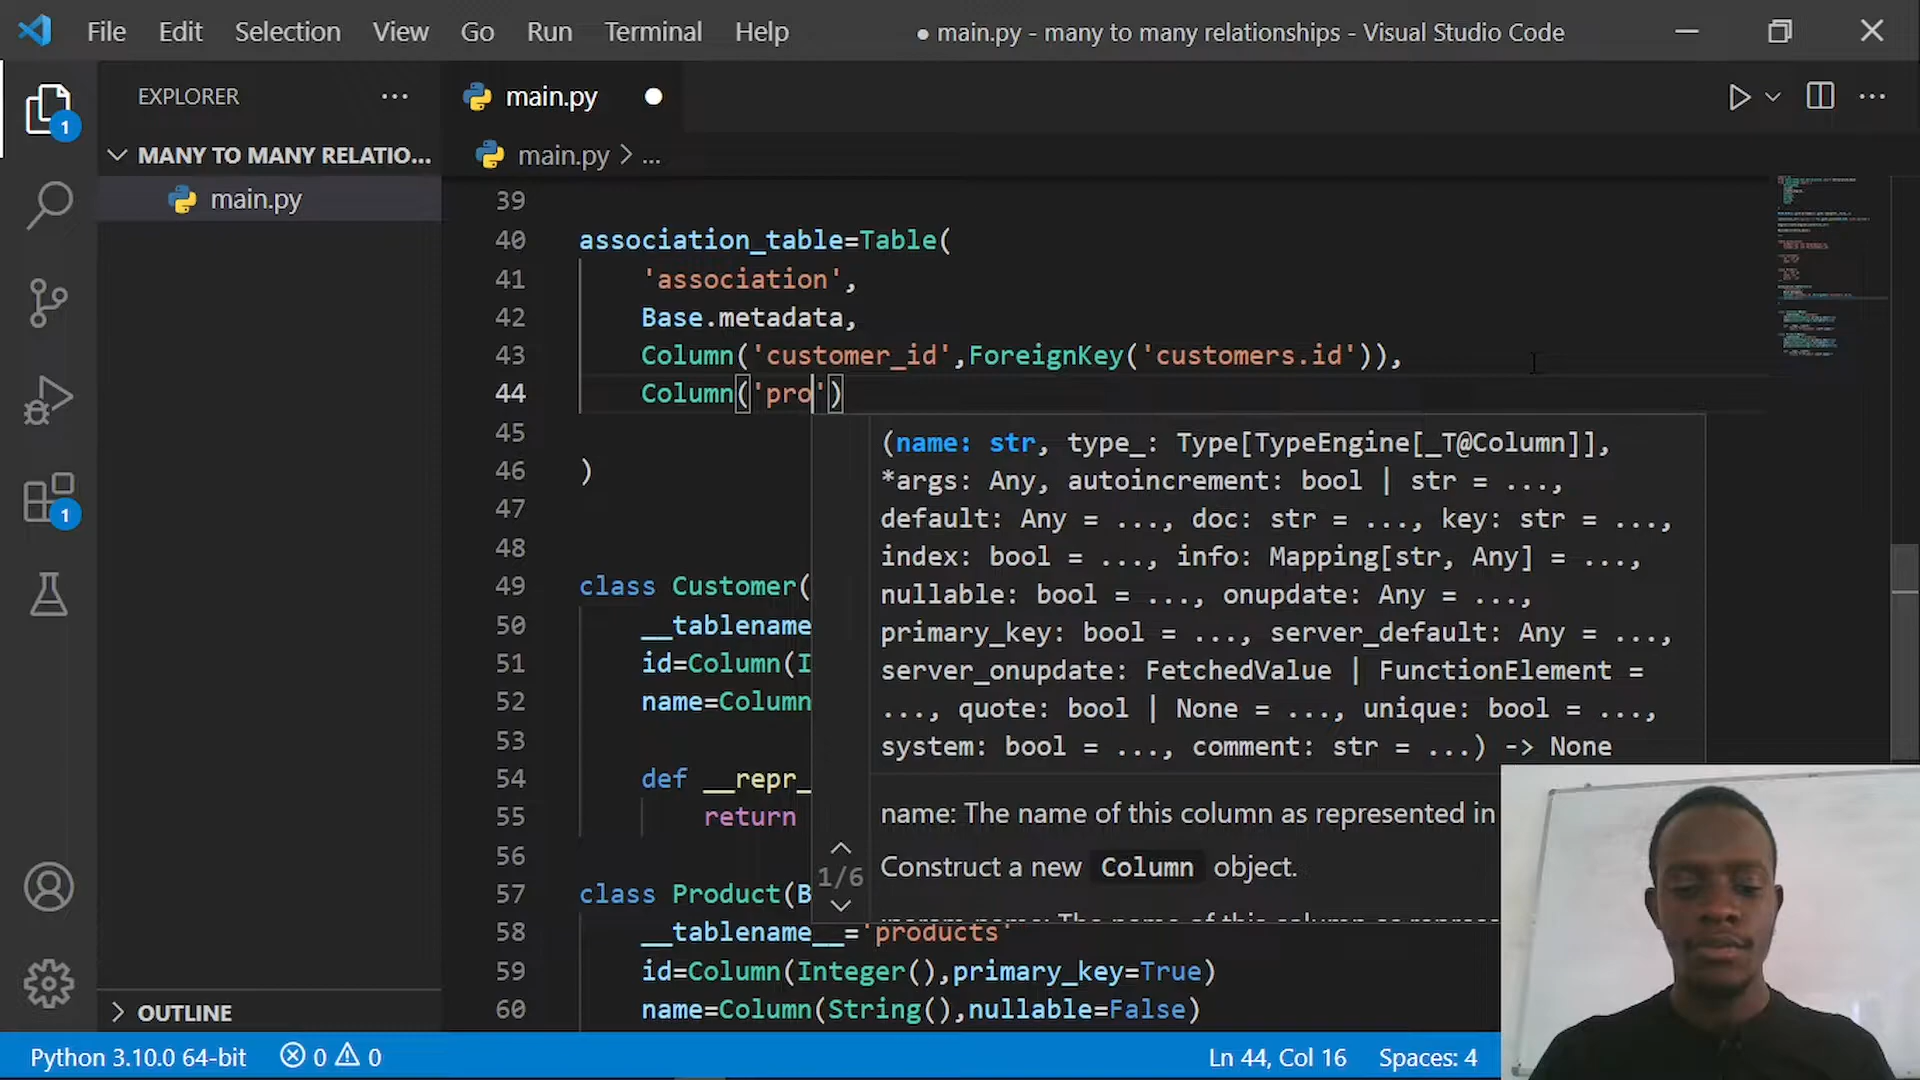 File Edit Selection View Go Run Terminal Help
● main.py - many to many relationships - Visual Studio Code
EXPLORER
MANY TO MANY RELATIO...
main.py
OUTLINE
1
1
main.py
main.py > ...
39
40 association_table=Table(
41 'association',
42 Base.metadata,
43 Column('customer_id',ForeignKey('customers.id')),
44 Column('pro')
45
46 )
47
48
49 class Customer(
50 __tablename
51 id=Column(I
52 name=Column
53
54 def __repr_
55 return
56
57 class Product(B
58 __tablename__='products'
59 id=Column(Integer(),primary_key=True)
60 name=Column(String(),nullable=False)
(name: str, type_: Type[TypeEngine[_T@Column]],
*args: Any, autoincrement: bool | str = ...,
default: Any = ..., doc: str = ..., key: str = ...,
index: bool = ..., info: Mapping[str, Any] = ...,
nullable: bool = ..., onupdate: Any = ...,
primary_key: bool = ..., server_default: Any = ...,
server_onupdate: FetchedValue | FunctionElement =
..., quote: bool | None = ..., unique: bool = ...,
system: bool = ..., comment: str = ...) -> None
name: The name of this column as represented in
Construct a new Column object.
1/6
Python 3.10.0 64-bit
0 0
Ln 44, Col 16
Spaces: 4